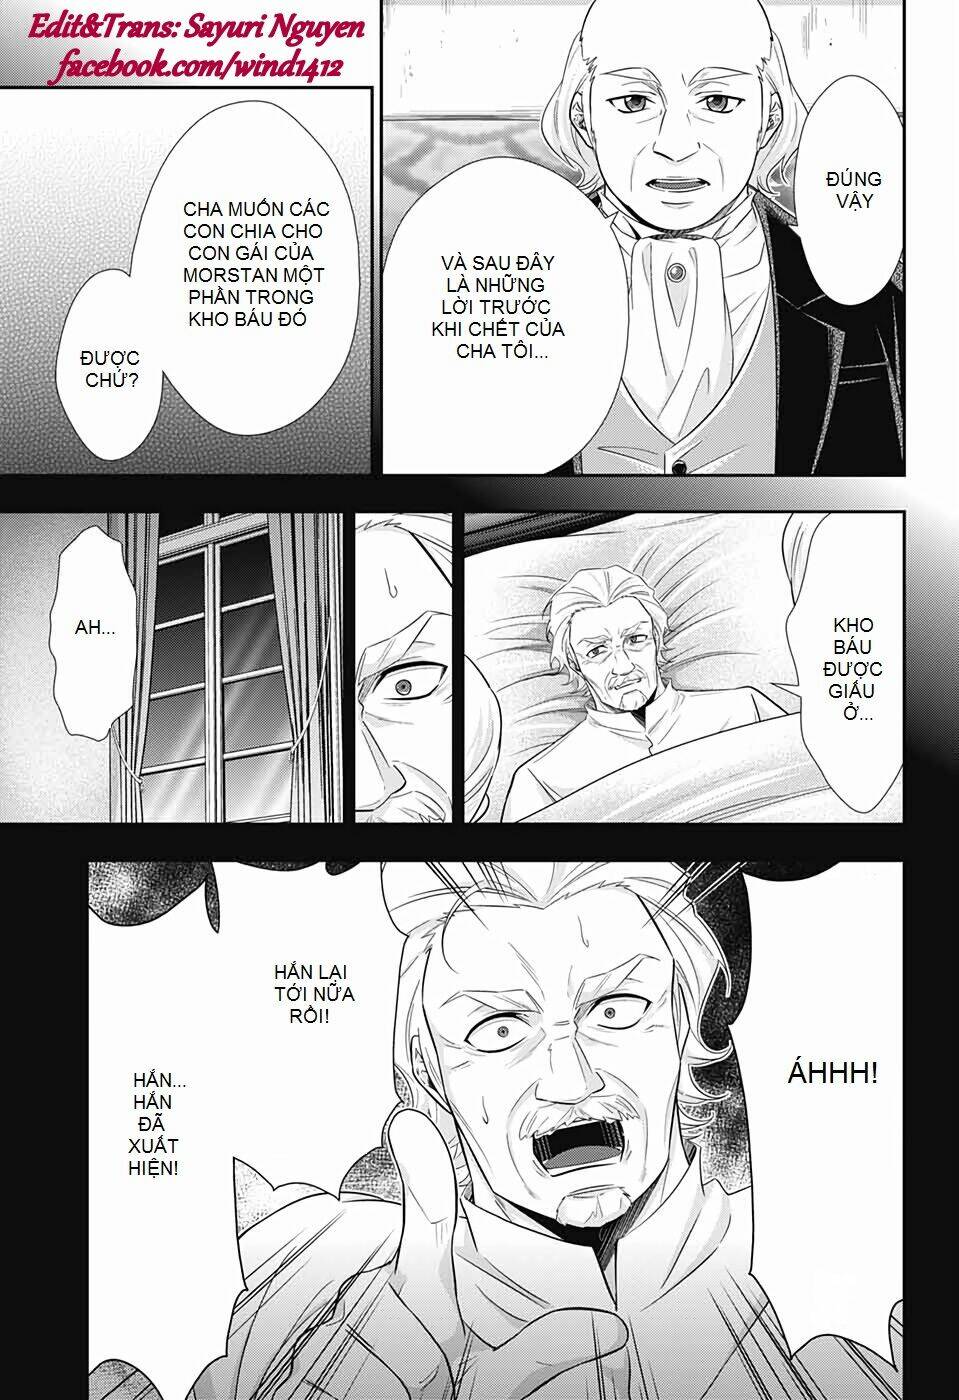 Edit&Trans: Sayuri Nguyen
facebook.com/wind1412
ĐÚNG
VẬY
VÀ SAU ĐÂY
LÀ NHỮNG
LỜI TRƯỚC
KHI CHẾT CỦA
CHA TÔI...
CHA MUỐN CÁC
CON CHIA CHO
CON GÁI CỦA
MORSTAN MỘT
PHẦN TRONG
KHO BÁU ĐÓ
ĐƯỢC
CHỨ?
KHO
BÁU
ĐƯỢC
GIẤU
Ở...
AH...
ÁHHH!
HẮN LẠI
TỚI NỮA
RỒI!
HẮN...
HẮN
ĐÃ
XUẤT
HIỆN!